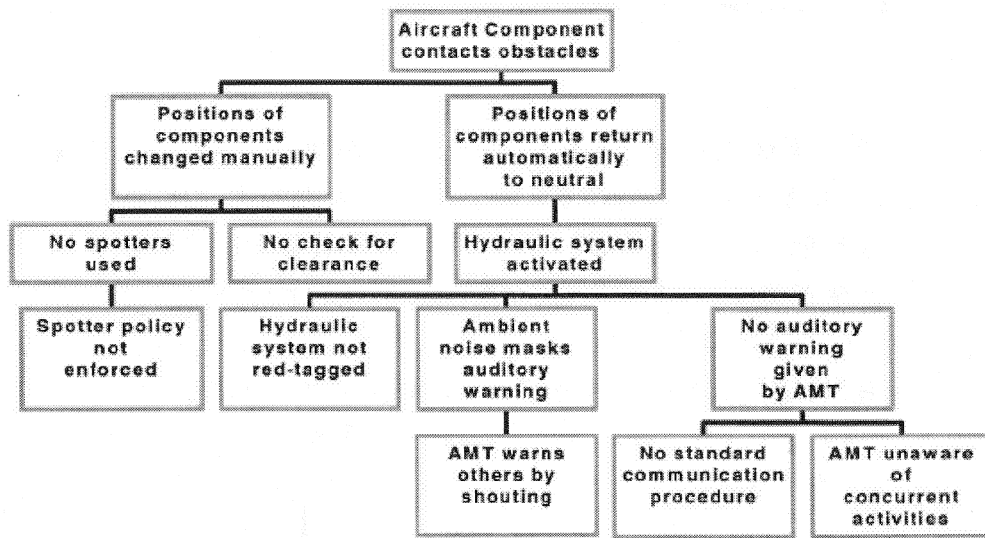 Aircraft Component
contacts obstacles
Positions of
components
changed manually
Positions of
components return
automatically
to neutral
No spotters
used
No check for
clearance
Hydraulic system
activated
Spotter policy
not
enforced
Hydraulic
system not
red-tagged
Ambient
noise masks
auditory
warning
No auditory
warning
given
by AMT
AMT warns
others by
shouting
No standard
communication
procedure
AMT unaware
of
concurrent
activities